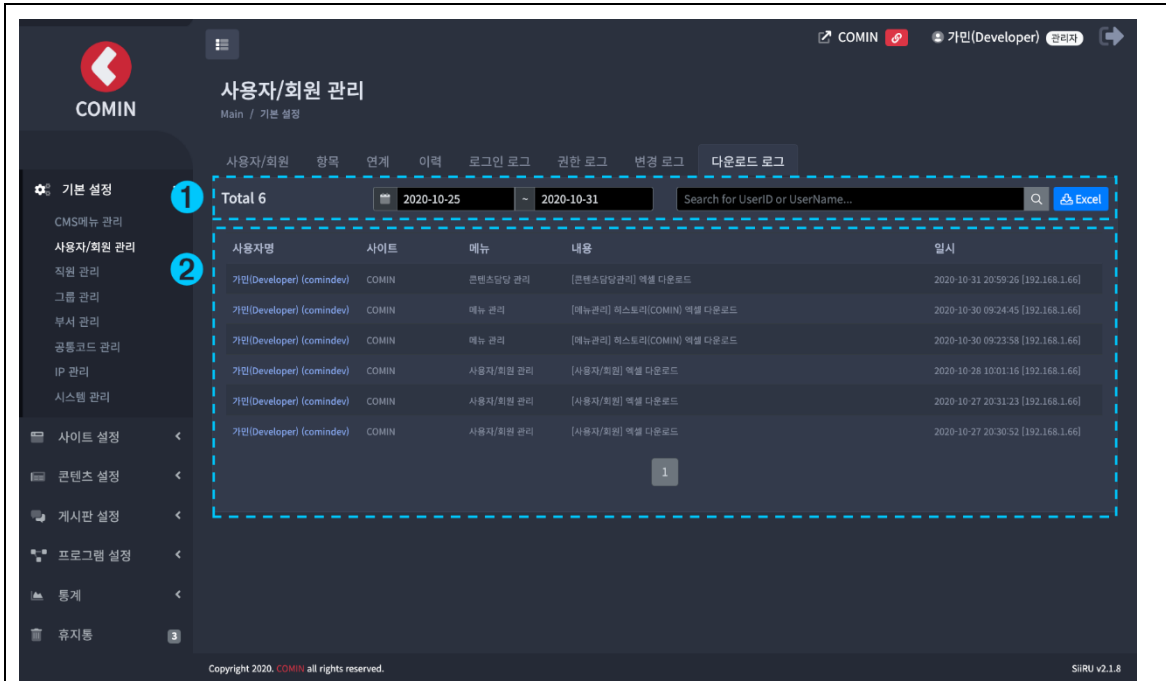 COMIN
가민(Developer) 관리자
COMIN
사용자/회원 관리
Main / 기본 설정
사용자/회원 항목 연계 이력 로그인 로그 권한 로그 변경 로그 다운로드 로그
기본 설정
CMS메뉴 관리
사용자/회원 관리
직원 관리
그룹 관리
부서 관리
공통코드 관리
IP 관리
시스템 관리
사이트 설정
콘텐츠 설정
게시판 설정
프로그램 설정
통계
휴지통 3
1
Total 6 2020-10-25 ~ 2020-10-31 Search for UserID or UserName... Excel
2
사용자명 사이트 메뉴 내용 일시
가민(Developer) (comindev) COMIN 콘텐츠담당 관리 [콘텐츠담당관리] 엑셀 다운로드 2020-10-31 20:59:26 [192.168.1.66]
가민(Developer) (comindev) COMIN 메뉴 관리 [메뉴관리] 히스토리(COMIN) 엑셀 다운로드 2020-10-30 09:24:45 [192.168.1.66]
가민(Developer) (comindev) COMIN 메뉴 관리 [메뉴관리] 히스토리(COMIN) 엑셀 다운로드 2020-10-30 09:23:58 [192.168.1.66]
가민(Developer) (comindev) COMIN 사용자/회원 관리 [사용자/회원] 엑셀 다운로드 2020-10-28 10:01:16 [192.168.1.66]
가민(Developer) (comindev) COMIN 사용자/회원 관리 [사용자/회원] 엑셀 다운로드 2020-10-27 20:31:23 [192.168.1.66]
가민(Developer) (comindev) COMIN 사용자/회원 관리 [사용자/회원] 엑셀 다운로드 2020-10-27 20:30:52 [192.168.1.66]
1
Copyright 2020. COMIN all rights reserved. SiiRU v2.1.8